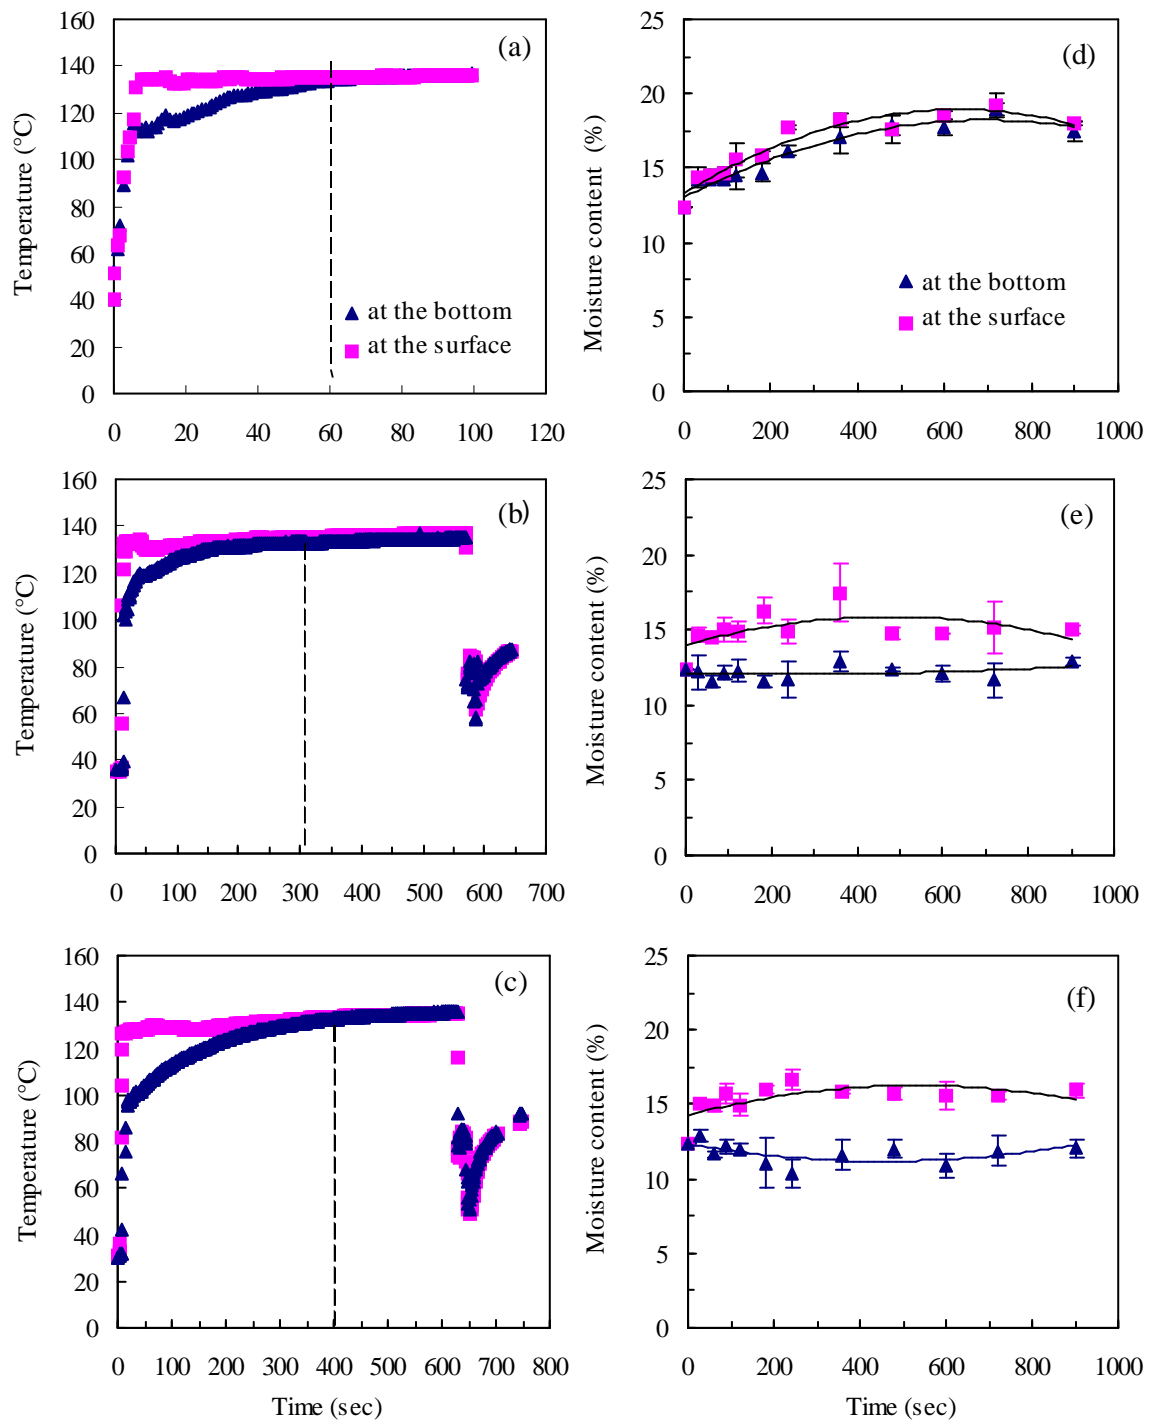 160
140
120
100
80
60
40
20
0
Temperature (°C)
(a)
at the bottom
at the surface
0 20 40 60 80 100 120
25
20
15
10
5
0
Moisture content (%)
(d)
at the bottom
at the surface
0 200 400 600 800 1000
160
140
120
100
80
60
40
20
0
Temperature (°C)
(b)
0 100 200 300 400 500 600 700
25
20
15
10
5
0
Moisture content (%)
(e)
0 200 400 600 800 1000
160
140
120
100
80
60
40
20
0
Temperature (°C)
(c)
0 100 200 300 400 500 600 700 800
Time (sec)
25
20
15
10
5
0
Moisture content (%)
(f)
0 200 400 600 800 1000
Time (sec)